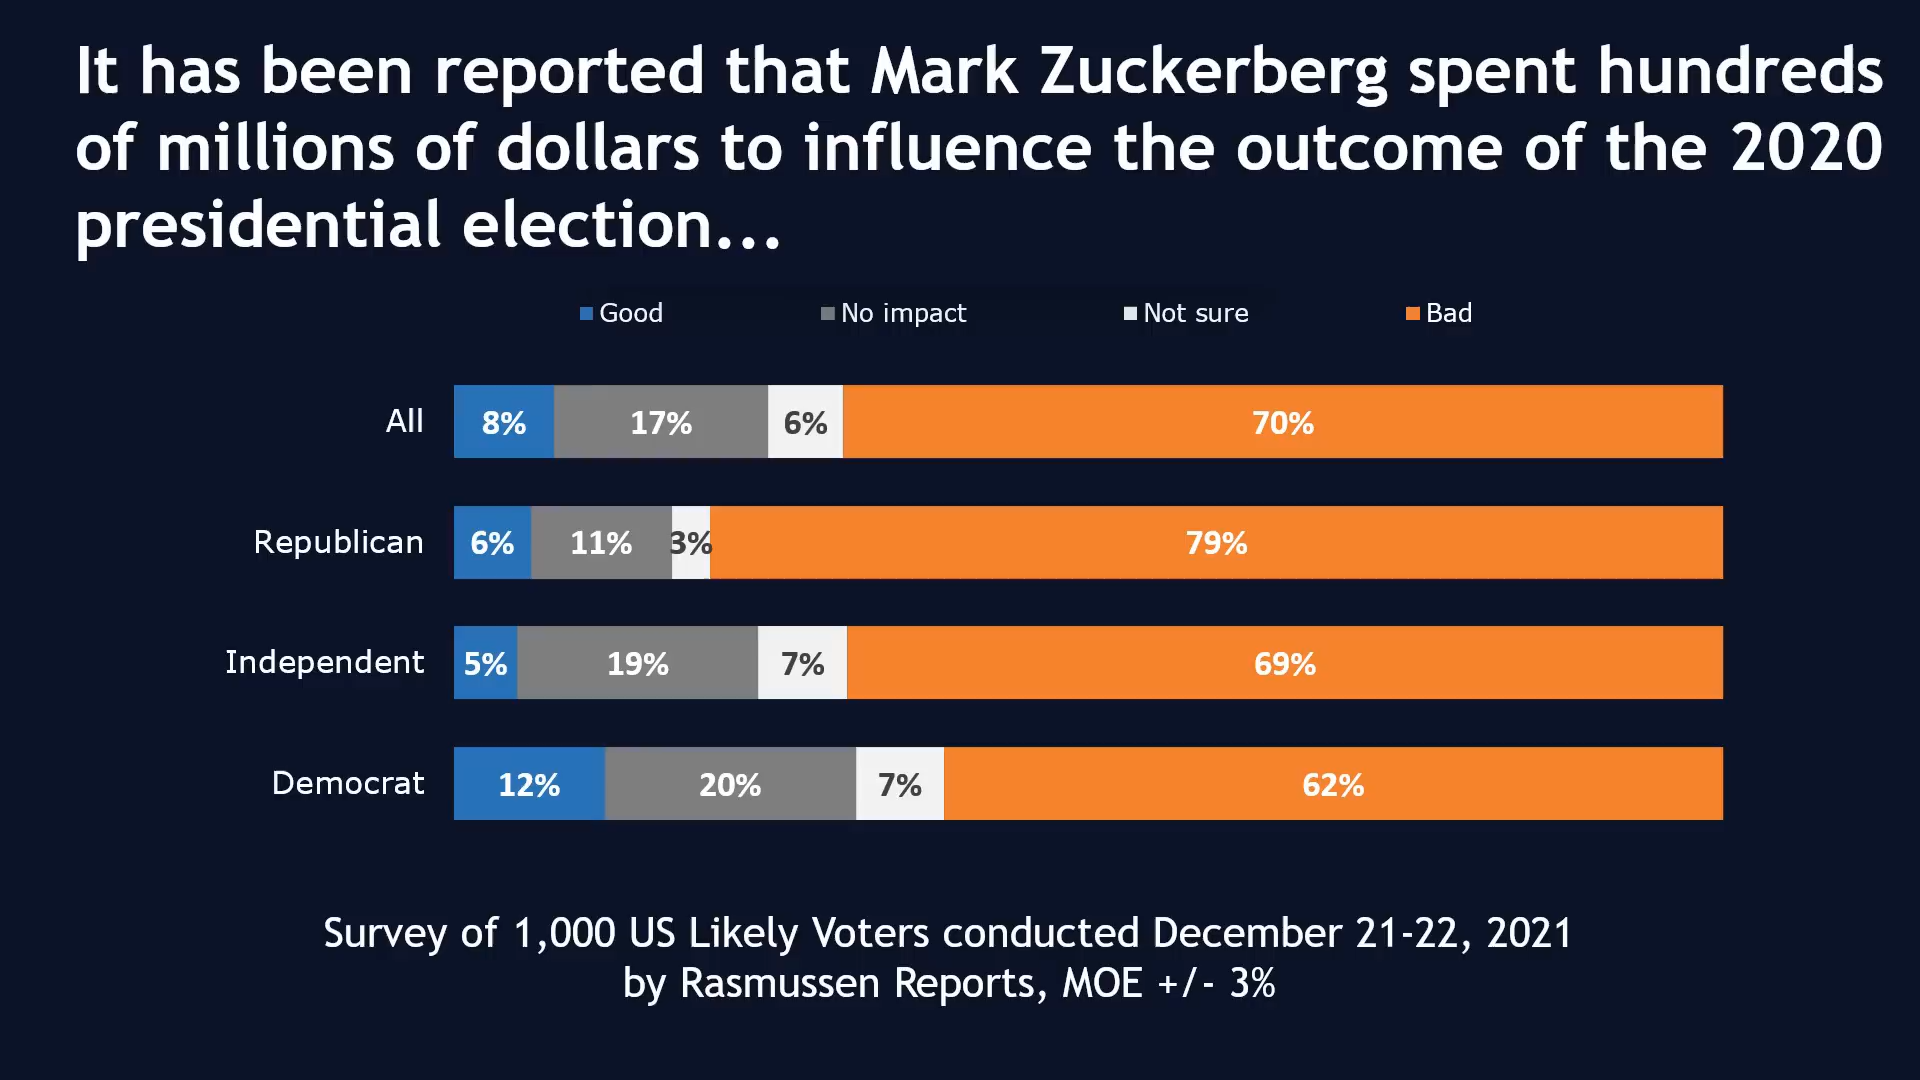 It has been reported that Mark Zuckerberg spent hundreds
of millions of dollars to influence the outcome of the 2020
presidential election...
Good No impact Not sure Bad
All 8% 17% 6% 70%
Republican 6% 11% 3% 79%
Independent 5% 19% 7% 69%
Democrat 12% 20% 7% 62%
Survey of 1,000 US Likely Voters conducted December 21-22, 2021
by Rasmussen Reports, MOE +/- 3%